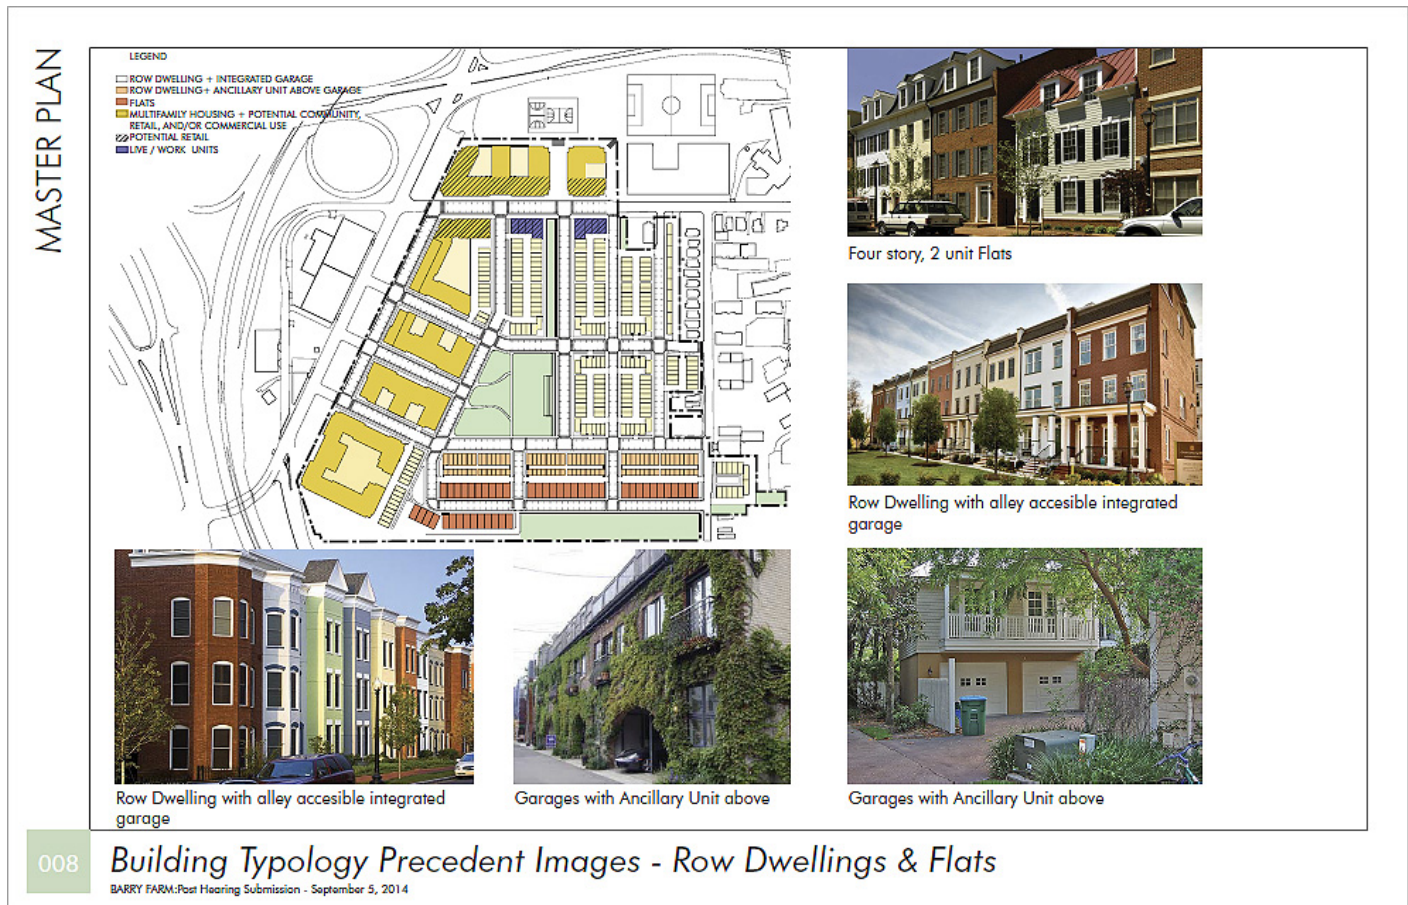 MASTER PLAN
LEGEND
ROW DWELLING + INTEGRATED GARAGE
ROW DWELLING+ ANCILLARY UNIT ABOVE GARAGE
FLATS
MULTIFAMILY HOUSING + POTENTIAL COMMUNITY,
RETAIL, AND/OR COMMERCIAL USE
POTENTIAL RETAIL
LIVE / WORK UNITS
Four story, 2 unit Flats
Row Dwelling with alley accesible integrated
garage
Row Dwelling with alley accesible integrated
garage
Garages with Ancillary Unit above
Garages with Ancillary Unit above
008
Building Typology Precedent Images - Row Dwellings & Flats
BARRY FARM:Post Hearing Submission - September 5, 2014